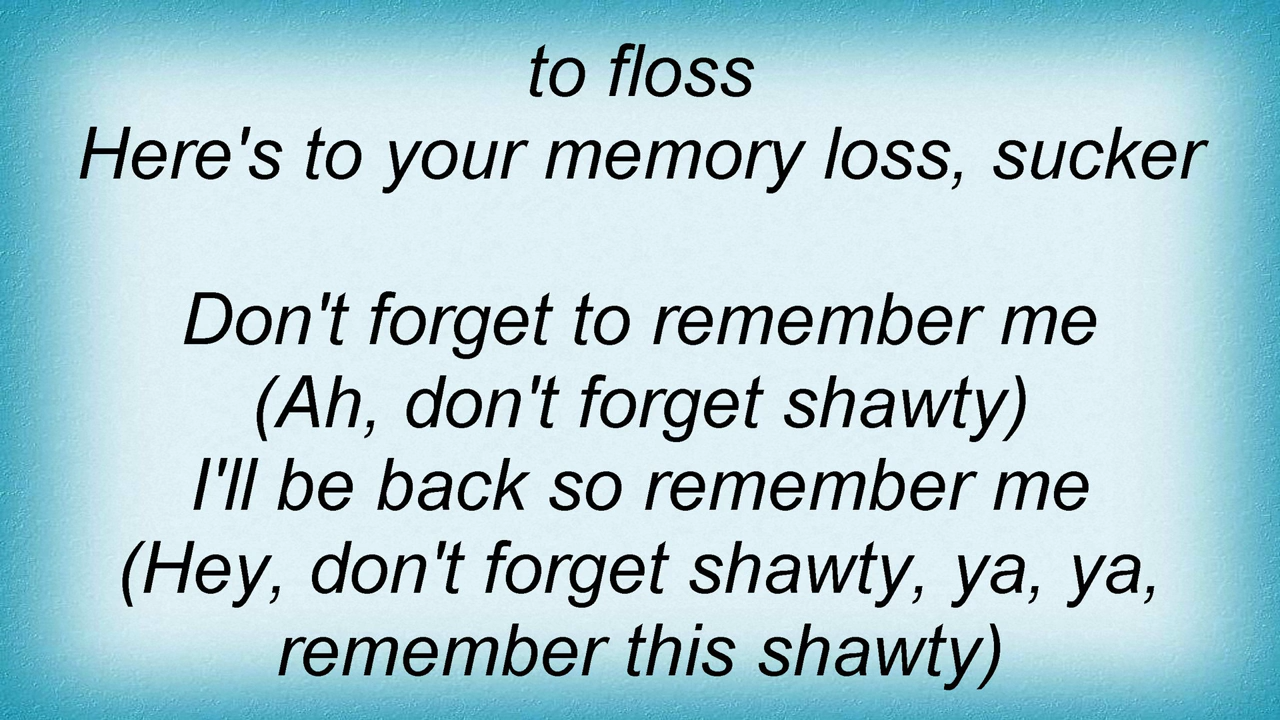 to floss
Here's to your memory loss, sucker
Don't forget to remember me
(Ah, don't forget shawty)
I'll be back so remember me
(Hey, don't forget shawty, ya, ya,
remember this shawty)